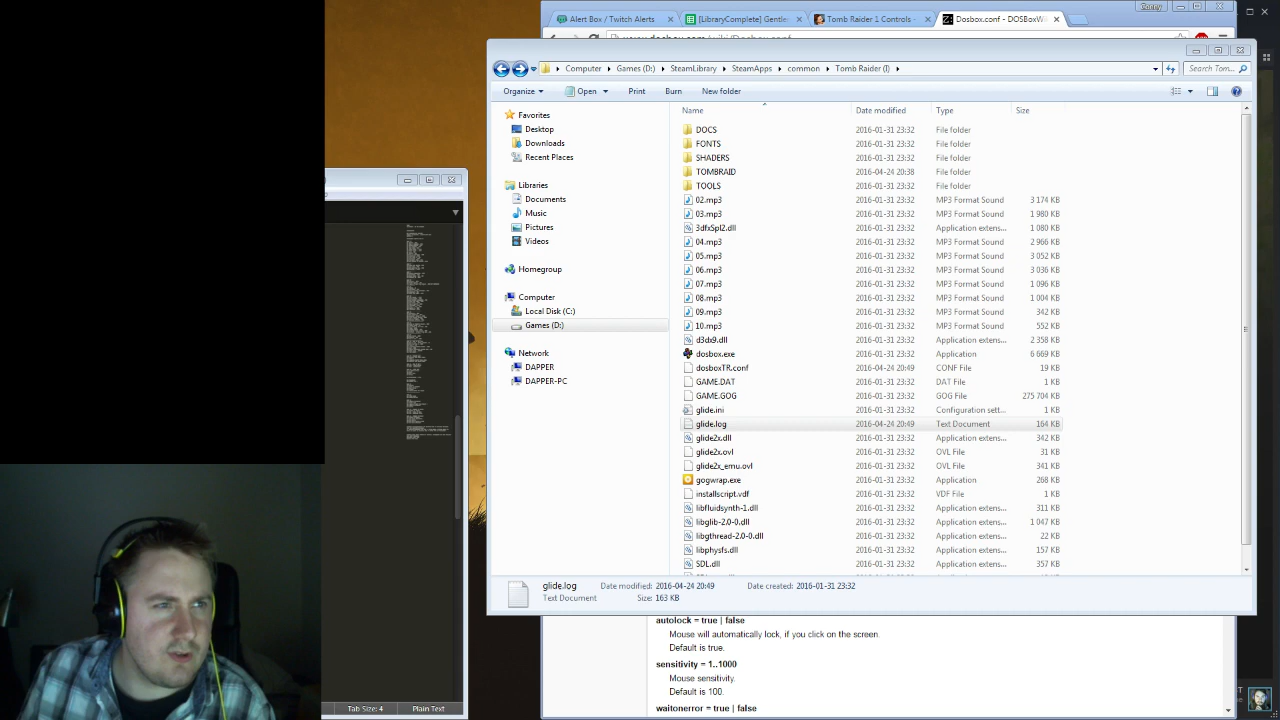 Donny
Alert Box / Twitch Alerts
[LibraryComplete] Gentle
Tomb Raider 1 Controls -
Dosbox.conf - DOSBoxWi
Computer ▸ Games (D:) ▸ SteamLibrary ▸ SteamApps ▸ common ▸ Tomb Raider (I) ▸
Search Tom...
Organize Open Print Burn New folder
Name Date modified Type Size
Favorites
Desktop
Downloads
Recent Places
Libraries
Documents
Music
Pictures
Videos
Homegroup
Computer
Local Disk (C:)
Games (D:)
Network
DAPPER
DAPPER-PC
DOCS 2016-01-31 23:32 File folder
FONTS 2016-01-31 23:32 File folder
SHADERS 2016-01-31 23:32 File folder
TOMBRAID 2016-04-24 20:38 File folder
TOOLS 2016-01-31 23:32 File folder
02.mp3 2016-01-31 23:32 MP3 Format Sound 3 174 KB
03.mp3 2016-01-31 23:32 MP3 Format Sound 1 980 KB
3dfxSpl2.dll 2016-01-31 23:32 Application extens... 1 080 KB
04.mp3 2016-01-31 23:32 MP3 Format Sound 2 966 KB
05.mp3 2016-01-31 23:32 MP3 Format Sound
06.mp3 2016-01-31 23:32 MP3 Format Sound
07.mp3 2016-01-31 23:32 MP3 Format Sound
08.mp3 2016-01-31 23:32 MP3 Format Sound
09.mp3 2016-01-31 23:32 MP3 Format Sound 342 KB
10.mp3 2016-01-31 23:32 MP3 Format Sound 552 KB
d3dx9.dll 2016-01-31 23:32 Application extens... 2 358 KB
dosbox.exe 2016-01-31 23:32 Application 6 669 KB
dosboxTR.conf 2016-04-24 20:49 CONF File 19 KB
GAME.DAT 2016-01-31 23:32 DAT File 1 KB
GAME.GOG 2016-01-31 23:32 GOG File 275 704 KB
glide.ini 2016-01-31 23:32 Configuration sett... 1 KB
glide.log 2016-04-24 20:49 Text Document 164 KB
glide2x.dll 2016-01-31 23:32 Application extens... 342 KB
glide2x.ovl 2016-01-31 23:32 OVL File 31 KB
glide2x_emu.ovl 2016-01-31 23:32 OVL File 341 KB
gogwrap.exe 2016-01-31 23:32 Application 268 KB
installscript.vdf 2016-01-31 23:32 VDF File 1 KB
libfluidsynth-1.dll 2016-01-31 23:32 Application extens... 311 KB
libglib-2.0-0.dll 2016-01-31 23:32 Application extens... 1 047 KB
libgthread-2.0-0.dll 2016-01-31 23:32 Application extens... 22 KB
libphysfs.dll 2016-01-31 23:32 Application extens... 157 KB
SDL.dll 2016-01-31 23:32 Application extens... 357 KB
glide.log Date modified: 2016-04-24 20:49 Date created: 2016-01-31 23:32
Text Document Size: 163 KB
autolock = true | false
Mouse will automatically lock, if you click on the screen.
Default is true.
sensitivity = 1..1000
Mouse sensitivity.
Default is 100.
waitonerror = true | false
Tab Size: 4 Plain Text